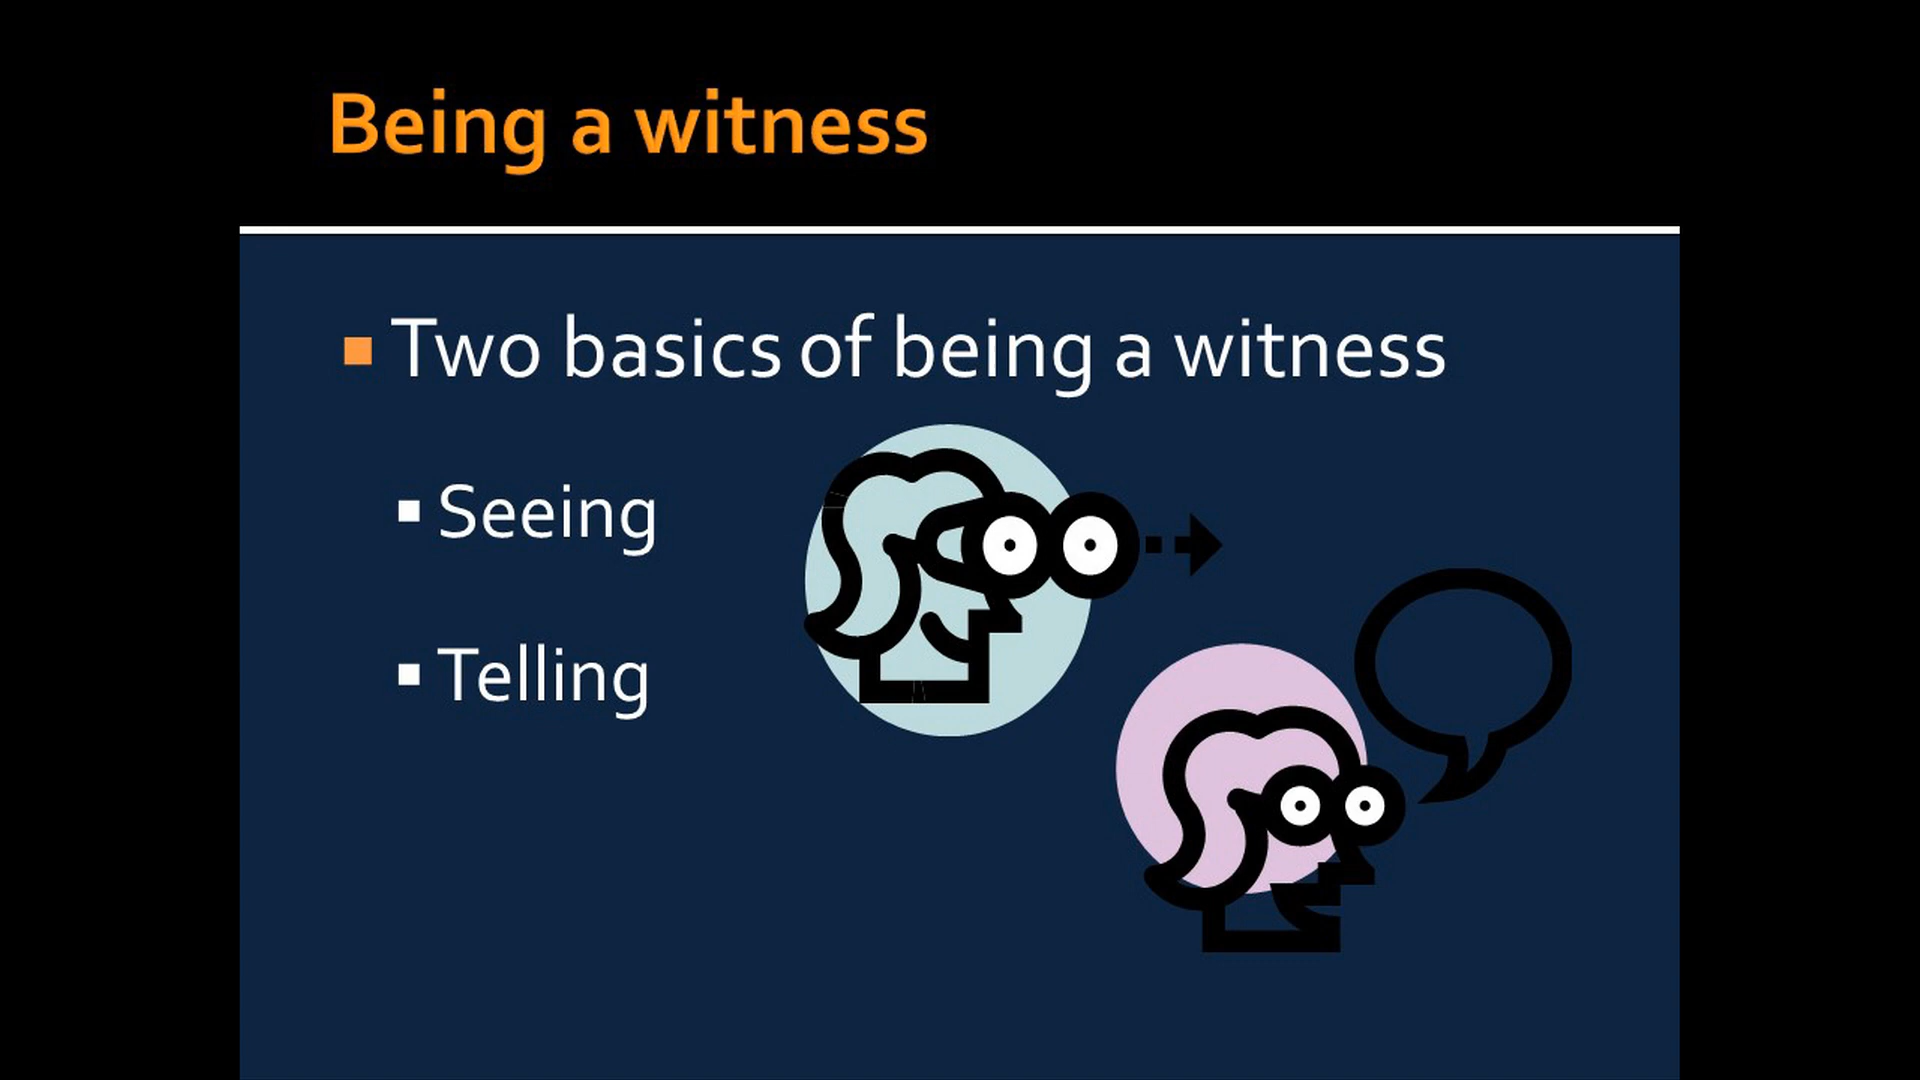 Being a witness
Two basics of being a witness
Seeing
Telling